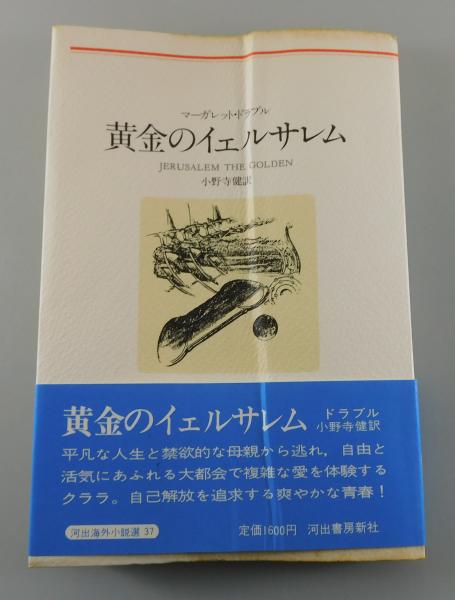 マーガレット・ドラブル
黄金のイェルサレム
JERUSALEM THE GOLDEN
小野寺健訳
黄金のイェルサレム ドラブル
小野寺健訳
平凡な人生と禁欲的な母親から逃れ，自由と
活気にあふれる大都会で複雑な愛を体験する
クララ。自己解放を追求する爽やかな青春！
河出海外小説選 37
定価1600円 河出書房新社